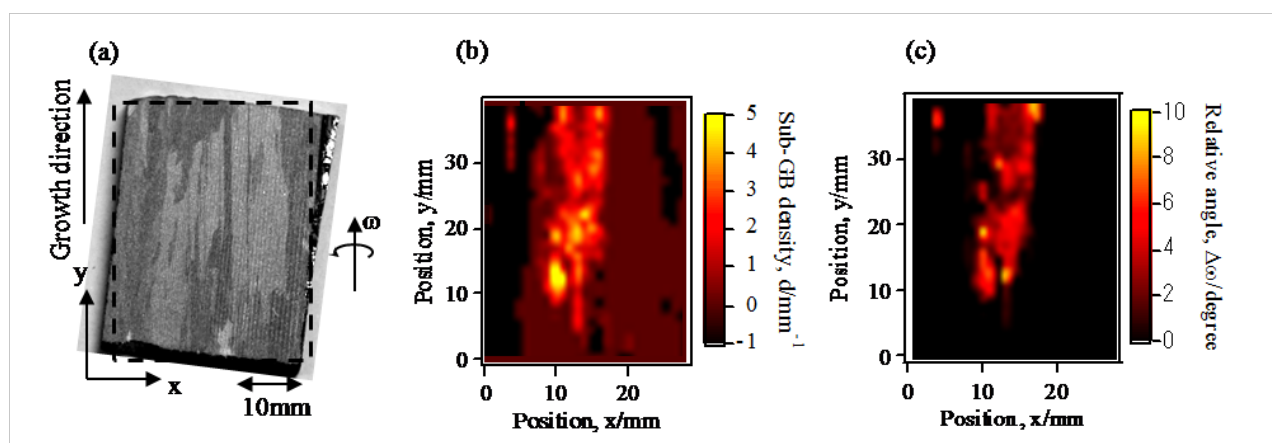 (a)
Growth direction
y
x
10mm
ω
(b)
Position, y/mm
30
20
10
0
0
10
20
Position, x/mm
5
4
3
2
1
0
-1
Sub-GB density, d/mm⁻¹
(c)
Position, y/mm
30
20
10
0
0
10
20
Position, x/mm
10
8
6
4
2
0
Relative angle, Δω/degree